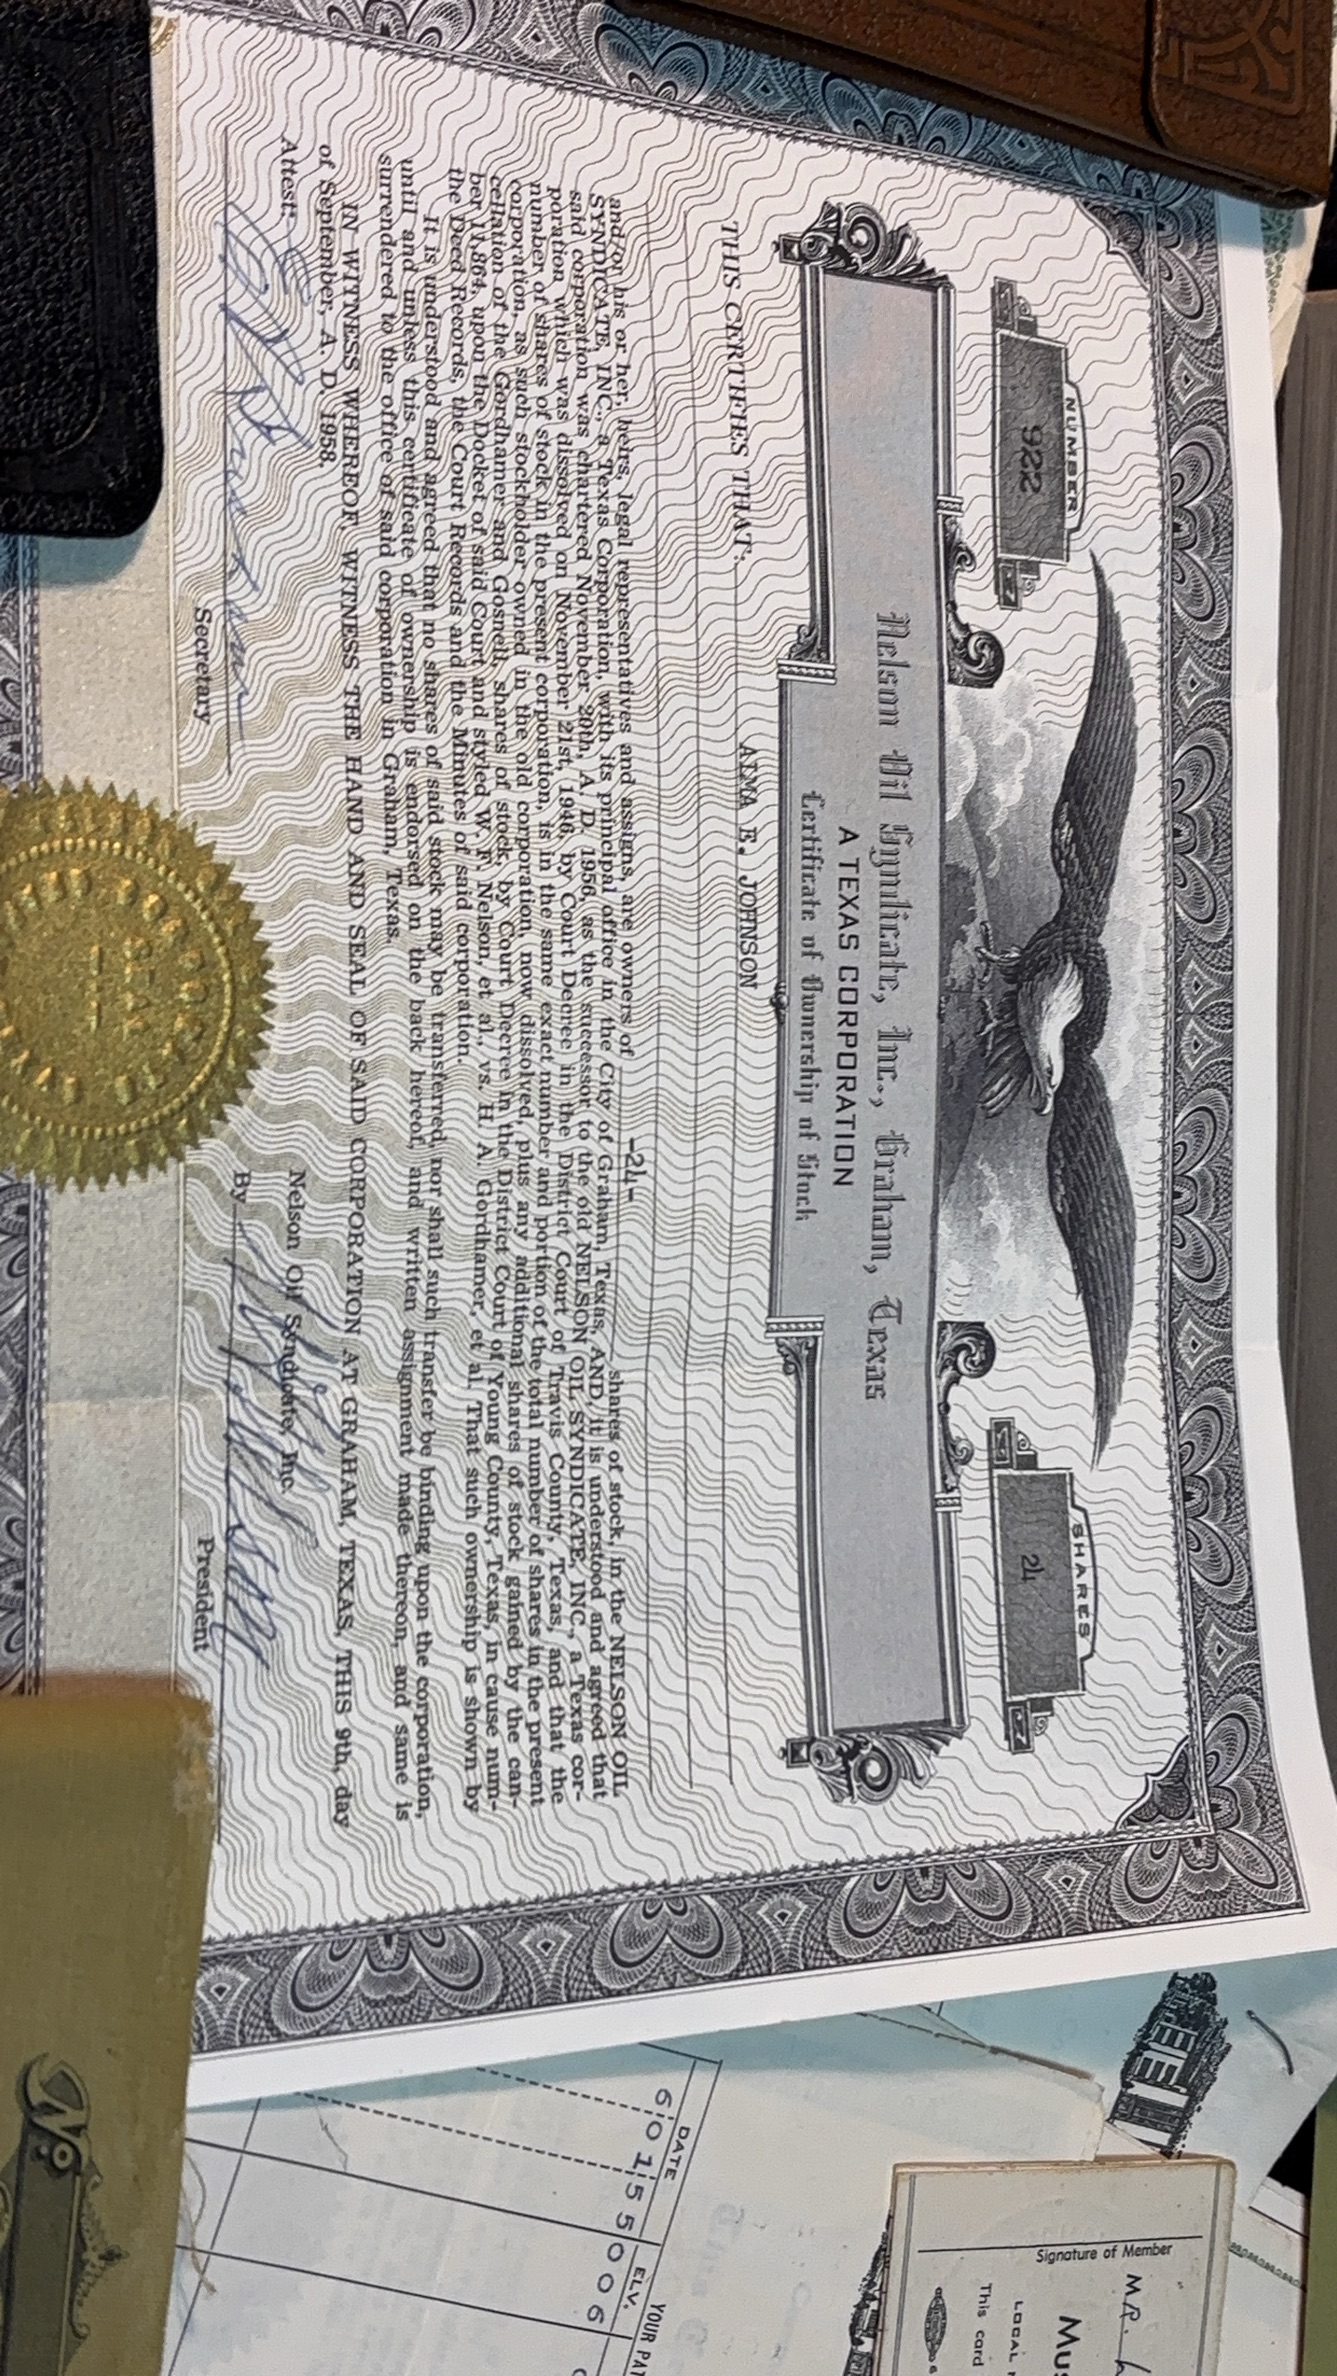 NUMBER
922
SHARES
24
Nelson Oil Syndicate, Inc., Graham, Texas
A TEXAS CORPORATION
Certificate of Ownership of Stock
THIS CERTIFIES THAT: ALMA E. JOHNSON
and/or his or her, heirs, legal representatives and assigns, are owners of -24- shares of stock, in the NELSON OIL
SYNDICATE, INC., a Texas Corporation, with its principal office in the City of Graham, Texas, AND, it is understood and agreed that
said corporation was chartered November 20th, A. D. 1956, as the successor to the old NELSON OIL SYNDICATE, INC., a Texas cor-
poration which was dissolved on November 21st, 1946, by Court Decree in the District Court of Travis County, Texas, and that the
number of shares of stock in the present corporation, is in the same exact number and portion of the total number of shares in the present
corporation, as such stockholder owned in the old corporation, now dissolved, plus any additional shares of stock gained by the can-
cellation of the Gordhamer and Gosnell, shares of stock, by Court Decree in the District Court of Young County, Texas, in cause num-
ber 11,864, upon the Docket of said Court and styled W. F. Nelson, et al., vs. H. A. Gordhamer, et al. That such ownership is shown by
the Deed Records, the Court Records and the Minutes of said corporation.
It is understood and agreed that no shares of said stock may be transferred, nor shall such transfer be binding upon the corporation,
until and unless this certificate of ownership is endorsed on the back hereof, and written assignment made thereon, and same is
surrendered to the office of said corporation in Graham, Texas.
IN WITNESS WHEREOF WITNESS THE HAND AND SEAL OF SAID CORPORATION AT GRAHAM, TEXAS, THIS 9th, day
of September, A. D. 1958.
Attest:
Nelson Oil Syndicate, Inc.
By
Secretary
President
DATE
ELV.
YOUR PAT
601550006
Signature of Member
MR.
Mus
LOCAL
This card